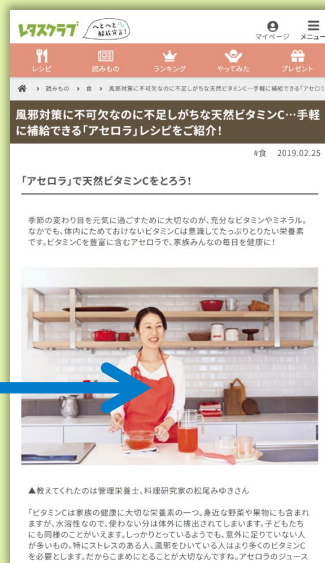 レタスクラブ
へとへと解放宣言!
マイページ メニュー
レシピ 読みもの ランキング やってみた プレゼント
読みもの > 食 > 風邪対策に不可欠なのに不足しがちな天然ビタミンC…手軽に補給できる「アセロラ
風邪対策に不可欠なのに不足しがちな天然ビタミンC…手軽
に補給できる「アセロラ」レシピをご紹介!
#食 2019.02.25
「アセロラ」で天然ビタミンCをとろう!
季節の変わり目を元気に過ごすために大切なのが、充分なビタミンやミネラル。
なかでも、体内にためておけないビタミンCは意識してたっぷりとりたい栄養素
です。ビタミンCを豊富に含むアセロラで、家族みんなの毎日を健康に!
▲教えてくれたのは管理栄養士、料理研究家の松尾みゆきさん
「ビタミンCは家族の健康に大切な栄養素の一つ。身近な野菜や果物にも含まれ
ますが、水溶性なので、使わない分は体外に排出されてしまいます。子どもたち
にも同様のことがいえます。しっかりとっているようでも、意外に足りていない人
が多いもの。特にストレスのある人、風邪をひいている人はより多くのビタミンC
を必要とします。だからこまめにとることが大切なんですね。アセロラのジュース